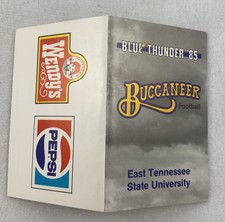 BLUE THUNDER '85
BUCCANEER
Football
East Tennessee
State University
WENDY'S
PEPSI